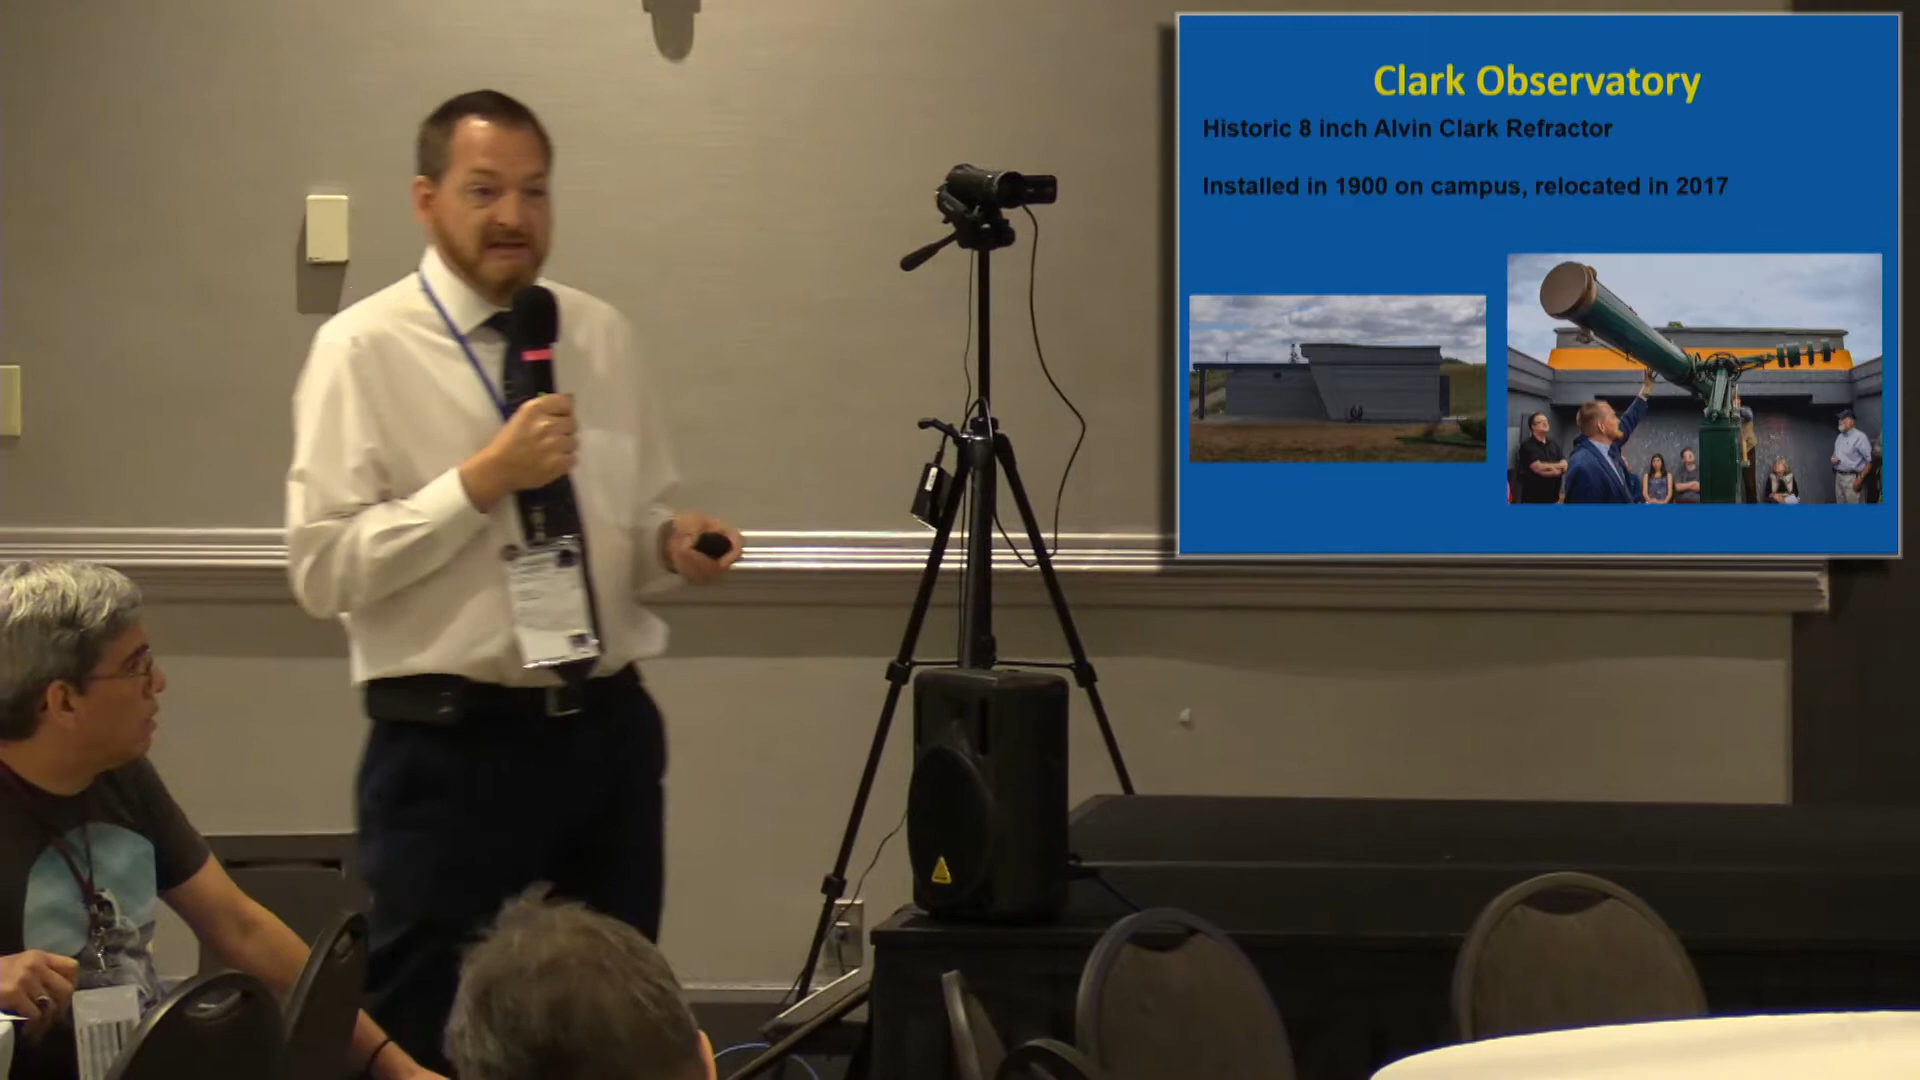 Clark Observatory
Historic 8 inch Alvin Clark Refractor
Installed in 1900 on campus, relocated in 2017